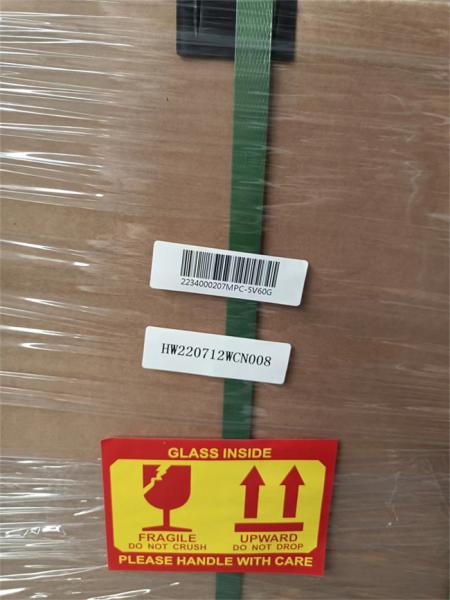 2234000207MPC-5V60G
HW220712WCN008
GLASS INSIDE
FRAGILE
DO NOT CRUSH
UPWARD
DO NOT DROP
PLEASE HANDLE WITH CARE